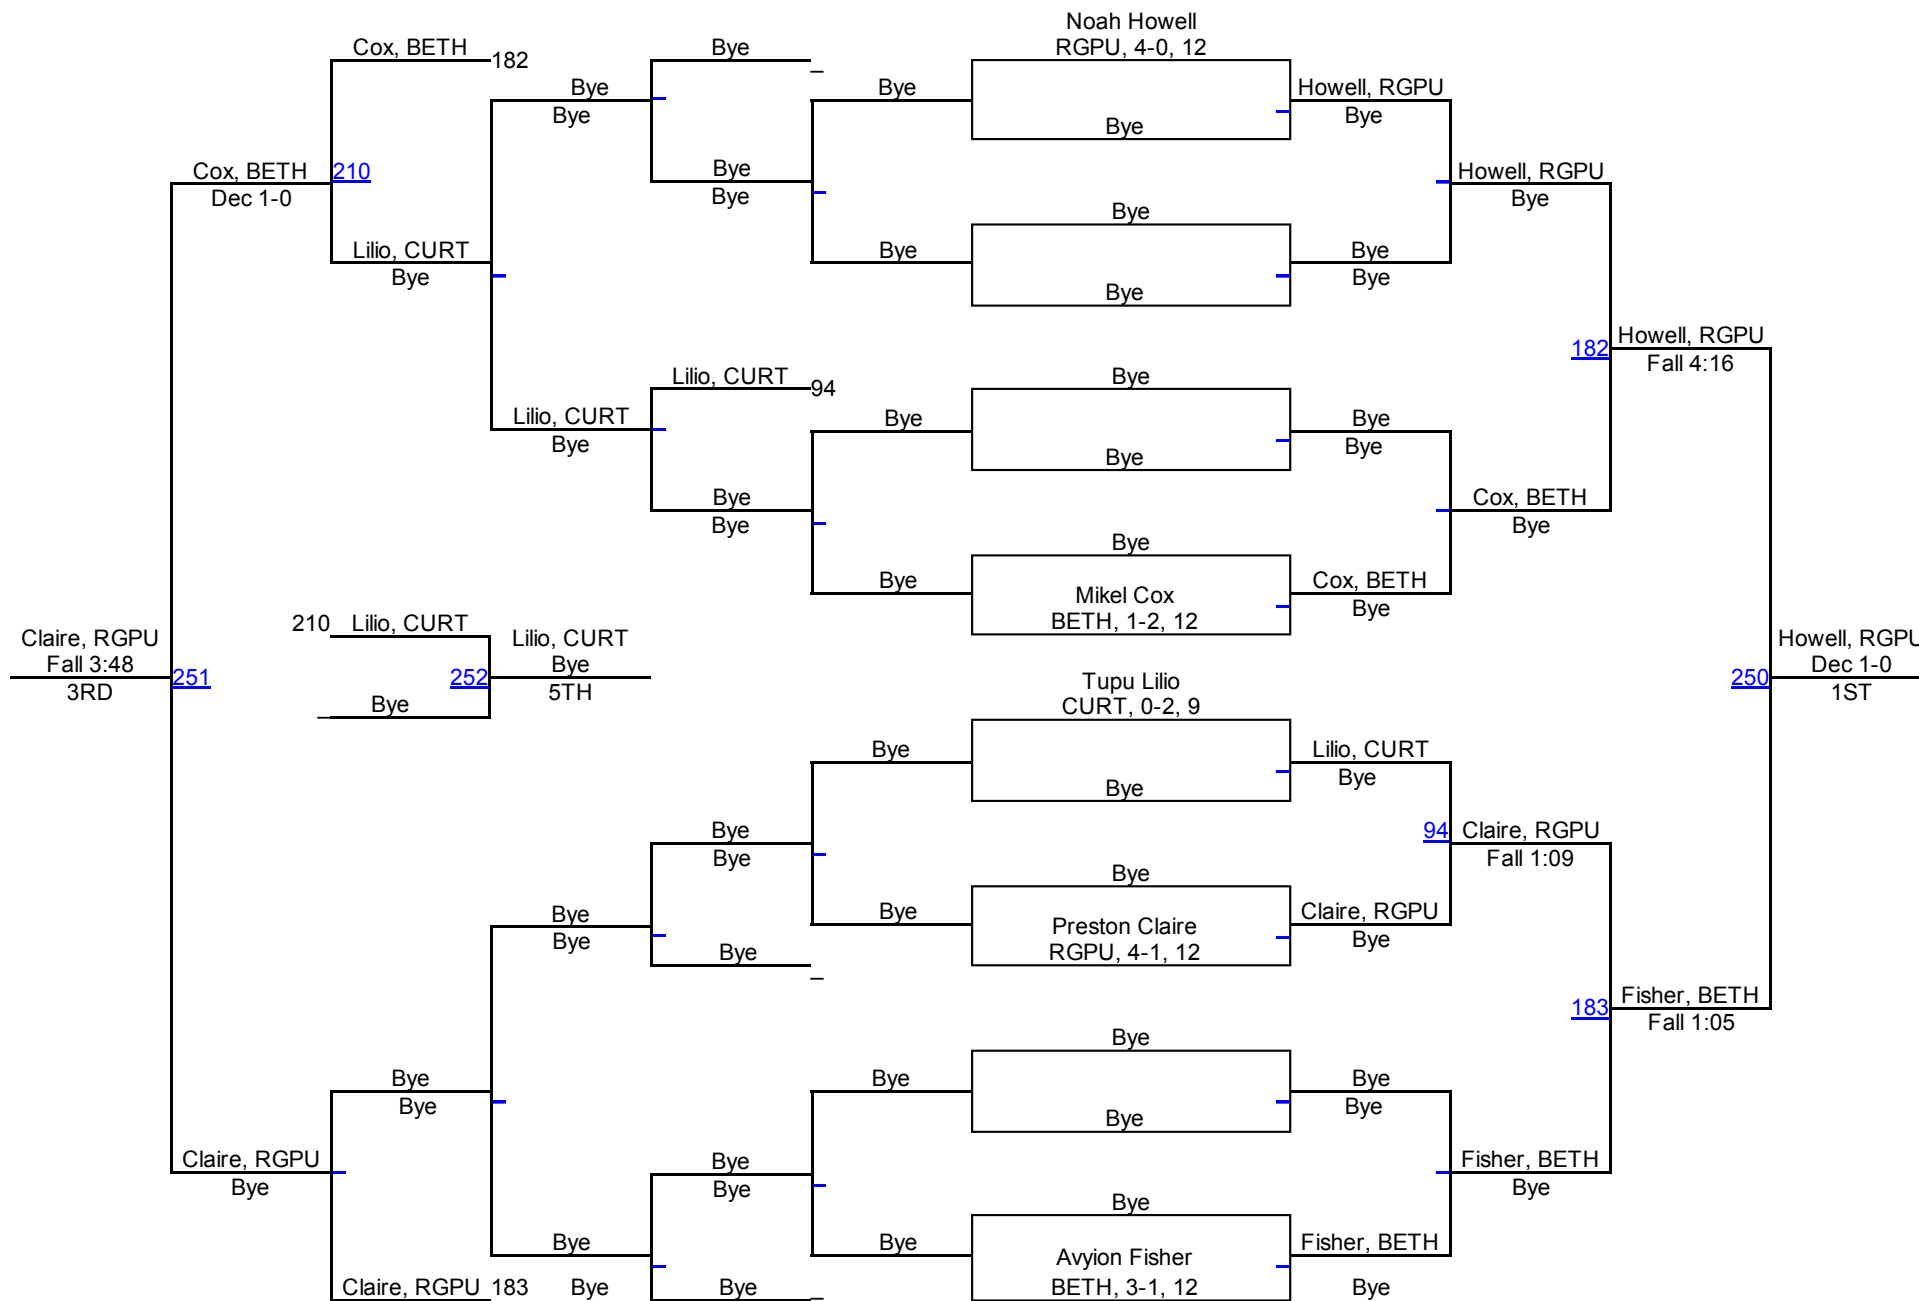 Noah Howell
Cox, BETH
182
Bye
RGPU, 4-0, 12
Bye
Bye
Howell, RGPU
Bye
Bye
Bye
Cox, BETH
210
Bye
Howell, RGPU
Dec 1-0
Bye
Bye
Bye
Lilio, CURT
Bye
Bye
Bye
Bye
Bye
Howell, RGPU
182
Fall 4:16
Lilio, CURT
94
Bye
Lilio, CURT
Bye
Bye
Bye
Bye
Bye
Bye
Bye
Cox, BETH
Bye
Bye
Bye
Bye
Mikel Cox
Cox, BETH
BETH, 1-2, 12
Bye
210
Lilio, CURT
Claire, RGPU
Lilio, CURT
Howell, RGPU
Fall 3:48
Bye
Dec 1-0
251
252
250
3RD
5TH
1ST
Bye
Tupu Lilio
CURT, 0-2, 9
Bye
Lilio, CURT
Bye
Bye
Bye
94
Claire, RGPU
Bye
Fall 1:09
Bye
Bye
Bye
Claire, RGPU
Bye
Preston Claire
Bye
Bye
RGPU, 4-1, 12
Fisher, BETH
183
Fall 1:05
Bye
Bye
Bye
Bye
Bye
Bye
Bye
Claire, RGPU
Bye
Fisher, BETH
Bye
Bye
Bye
Bye
Bye
Bye
Avyion Fisher
Fisher, BETH
Claire, RGPU
183
Bye
Bye
BETH, 3-1, 12
Bye